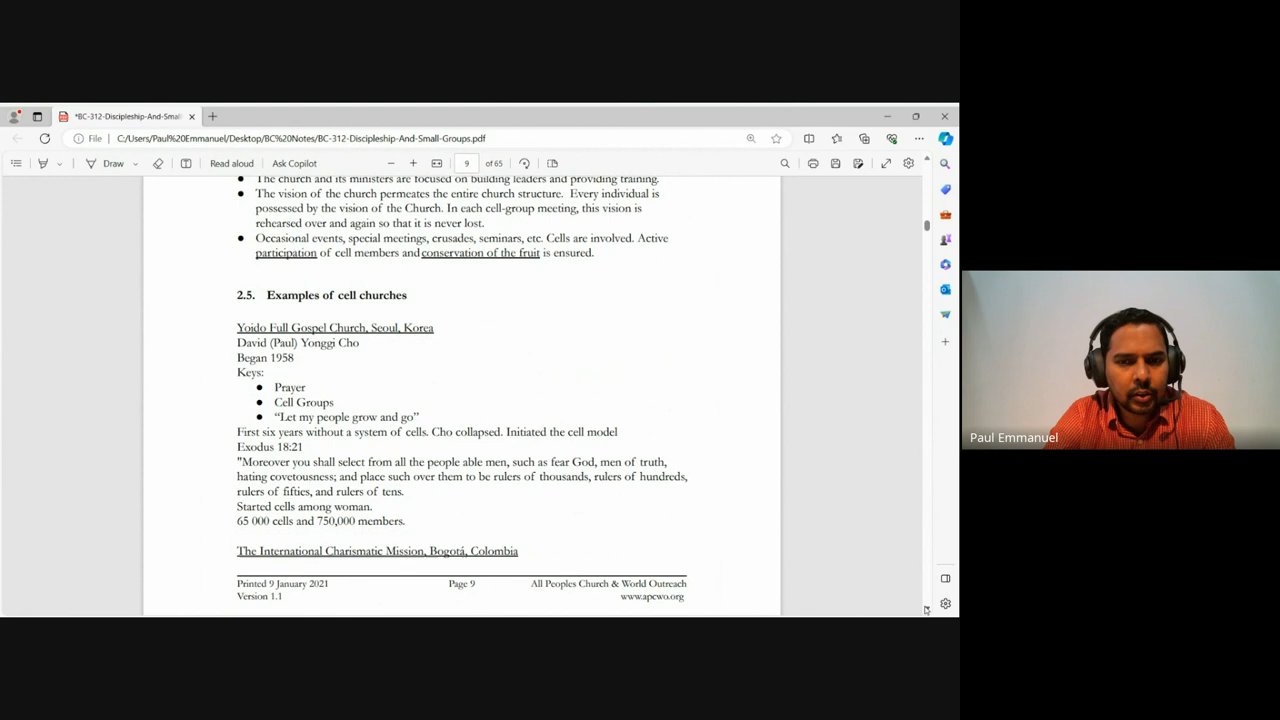 *BC-312-Discipleship-And-Smal
File
C:/Users/Paul%20Emmanuel/Desktop/BC%20Notes/BC-312-Discipleship-And-Small-Groups.pdf
Draw
Read aloud
Ask Copilot
9 of 65
● The church and its ministers are focused on building leaders and providing training.
● The vision of the church permeates the entire church structure. Every individual is
possessed by the vision of the Church. In each cell-group meeting, this vision is
rehearsed over and again so that it is never lost.
● Occasional events, special meetings, crusades, seminars, etc. Cells are involved. Active
participation of cell members and conservation of the fruit is ensured.
2.5. Examples of cell churches
Yoido Full Gospel Church, Seoul, Korea
David (Paul) Yonggi Cho
Began 1958
Keys:
● Prayer
● Cell Groups
● “Let my people grow and go”
First six years without a system of cells. Cho collapsed. Initiated the cell model
Exodus 18:21
"Moreover you shall select from all the people able men, such as fear God, men of truth,
hating covetousness; and place such over them to be rulers of thousands, rulers of hundreds,
rulers of fifties, and rulers of tens.
Started cells among woman.
65 000 cells and 750,000 members.
The International Charismatic Mission, Bogotá, Colombia
Printed 9 January 2021 Page 9 All Peoples Church & World Outreach
Version 1.1 www.apcwo.org
Paul Emmanuel